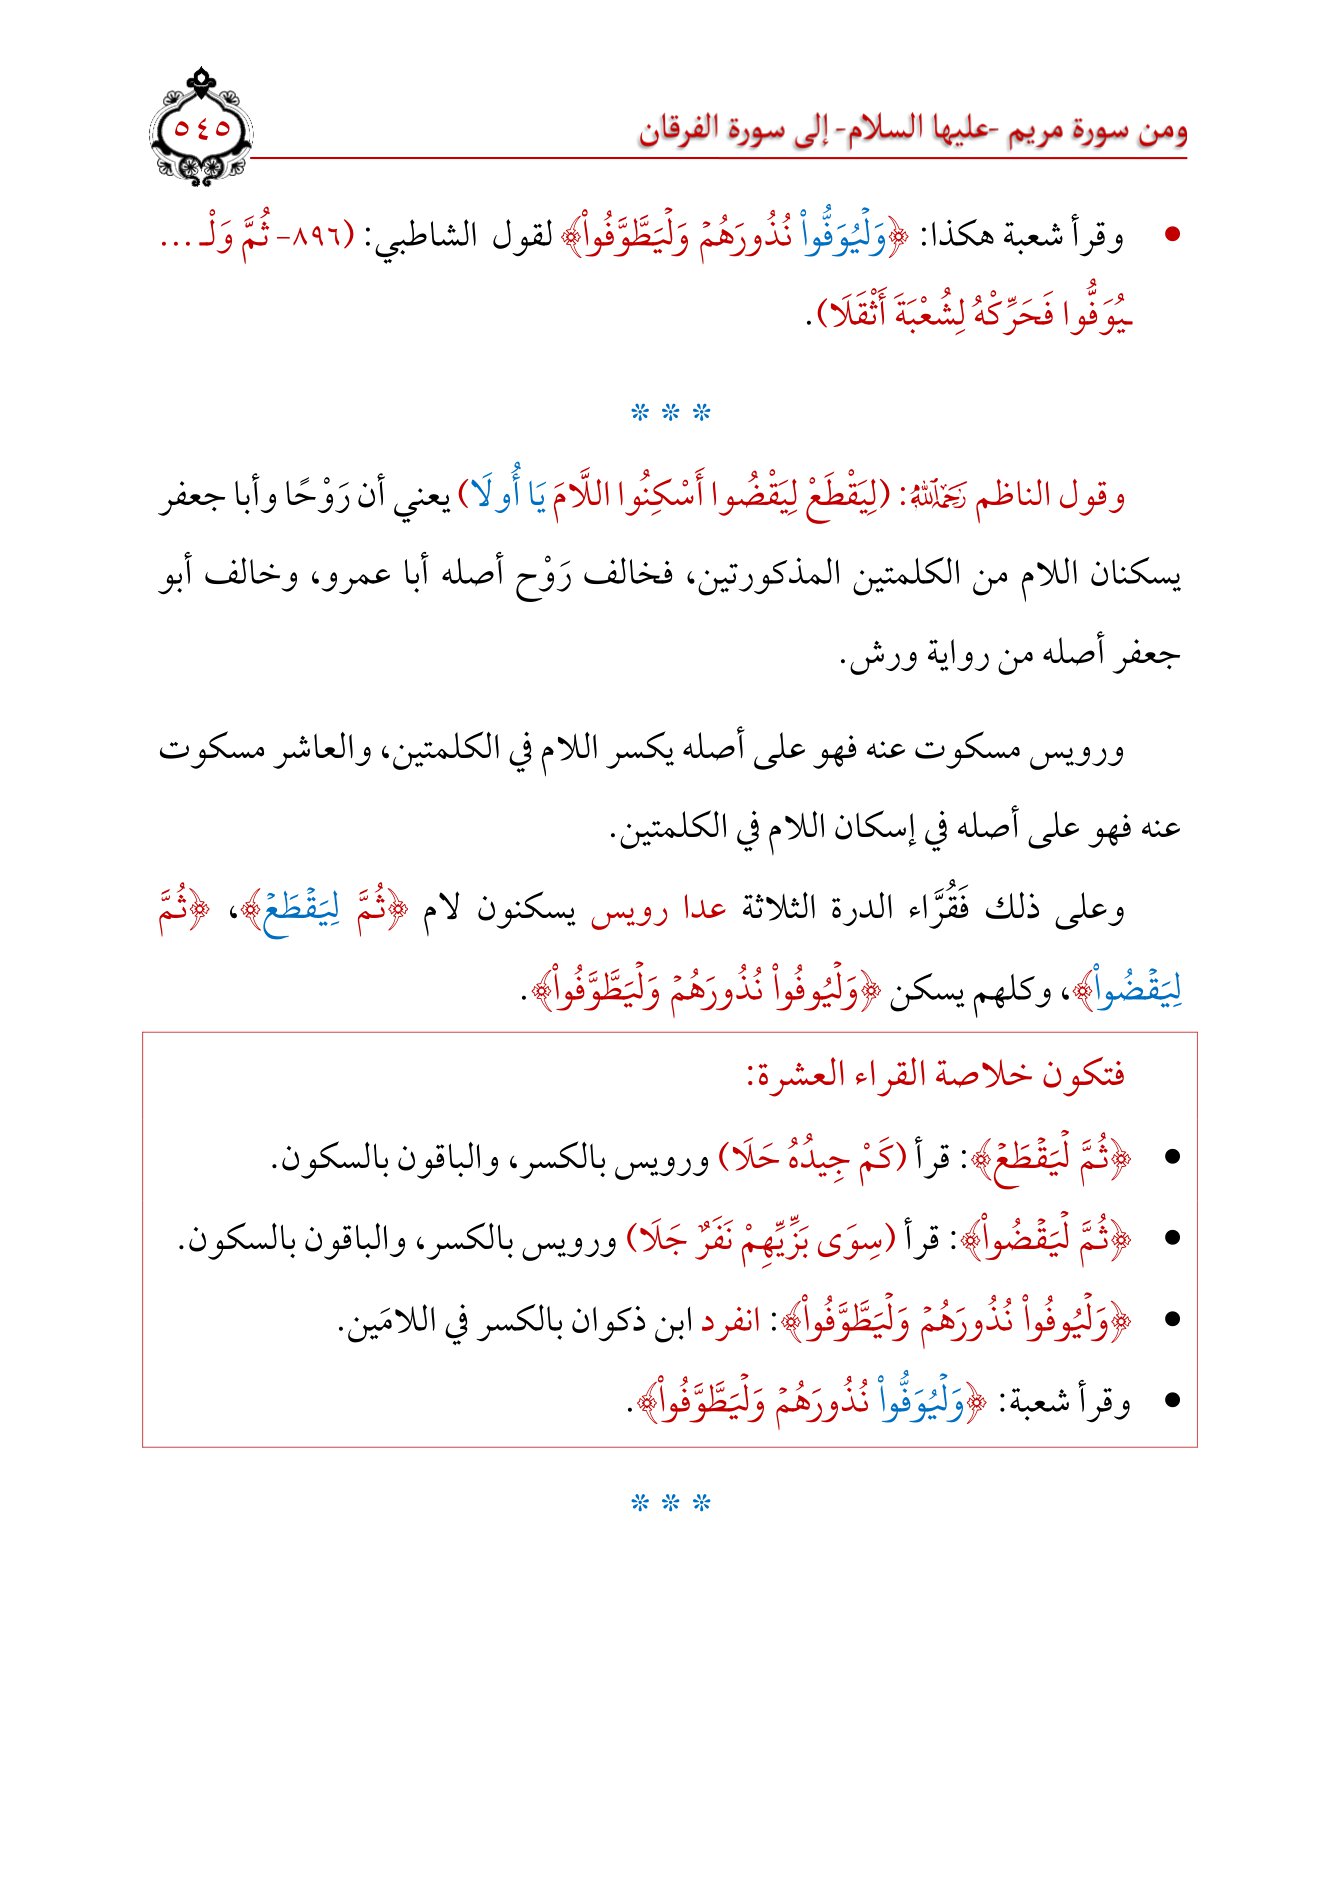 ومن سورة مريم -عليها السلام- إلى سورة الفرقان
٥٤٥
• وقرأ شعبة هكذا: ﴿وَلْيُوَفُّواْ نُذُورَهُمْ وَلْيَطَّوَّفُواْ﴾ لقول الشاطبي: (٨٩٦- ثُمَّ وَلْـ ...
ـيُوَفُّوا فَحَرِّكْهُ لِشُعْبَةَ أَثْقَلَا).
* * *
وقول الناظم رَحِمَهُ اللَّهُ: (لِيَقْطَعْ لِيَقْضُوا أَسْكِنُوا اللَّامَ يَا أُولَا) يعني أن رَوْحًا وأبا جعفر
يسكنان اللام من الكلمتين المذكورتين، فخالف رَوْح أصله أبا عمرو، وخالف أبو
جعفر أصله من رواية ورش.
ورويس مسكوت عنه فهو على أصله يكسر اللام في الكلمتين، والعاشر مسكوت
عنه فهو على أصله في إسكان اللام في الكلمتين.
وعلى ذلك فَقُرَّاء الدرة الثلاثة عدا رويس يسكنون لام ﴿ثُمَّ لِيَقْطَعْ﴾، ﴿ثُمَّ
لِيَقْضُواْ﴾، وكلهم يسكن ﴿وَلْيُوفُواْ نُذُورَهُمْ وَلْيَطَّوَّفُواْ﴾.
فتكون خلاصة القراء العشرة:
• ﴿ثُمَّ لْيَقْطَعْ﴾: قرأ (كَمْ جِيدُهُ حَلَا) ورويس بالكسر، والباقون بالسكون.
• ﴿ثُمَّ لْيَقْضُواْ﴾: قرأ (سِوَى بَزِّيِّهِمْ نَفَرٌ جَلَا) ورويس بالكسر، والباقون بالسكون.
• ﴿وَلْيُوفُواْ نُذُورَهُمْ وَلْيَطَّوَّفُواْ﴾: انفرد ابن ذكوان بالكسر في اللامَين.
• وقرأ شعبة: ﴿وَلْيُوَفُّواْ نُذُورَهُمْ وَلْيَطَّوَّفُواْ﴾.
* * *